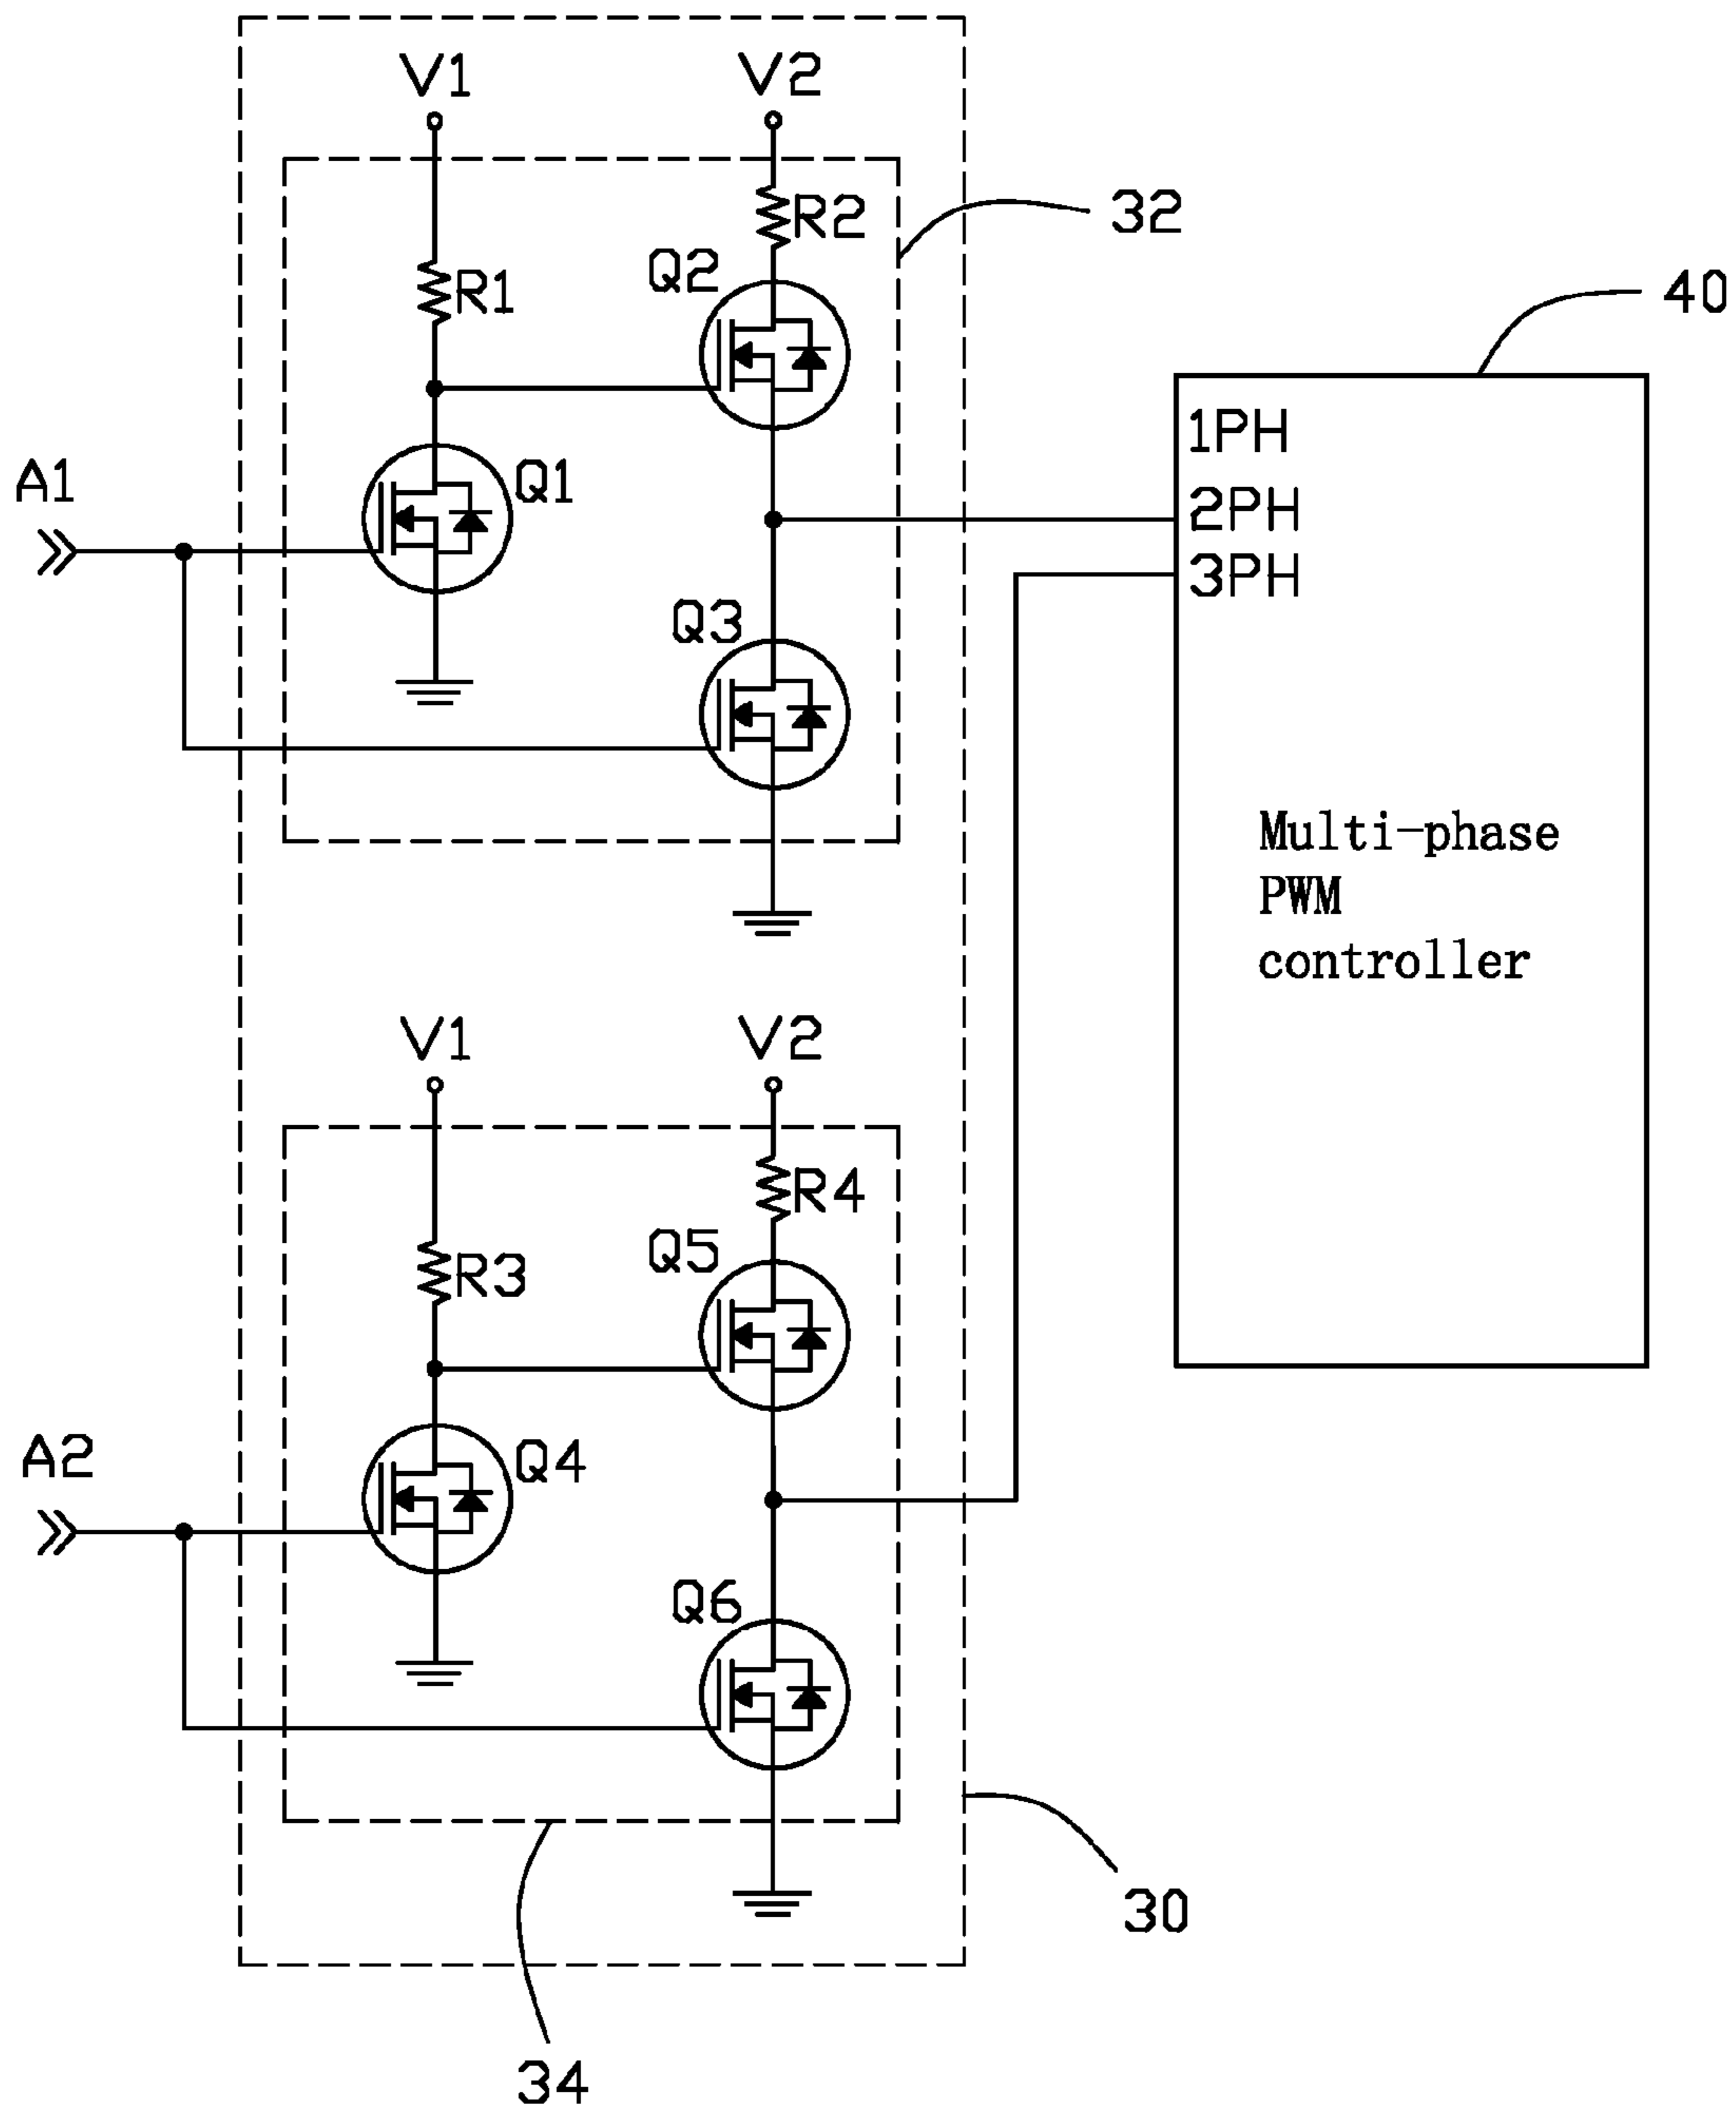 V1
V2
R2
32
Q2
R1
40
1PH
A1
Q1
2PH
3PH
Q3
Multi-phase
PWM
controller
V1
V2
R4
Q5
R3
A2
Q4
Q6
30
34